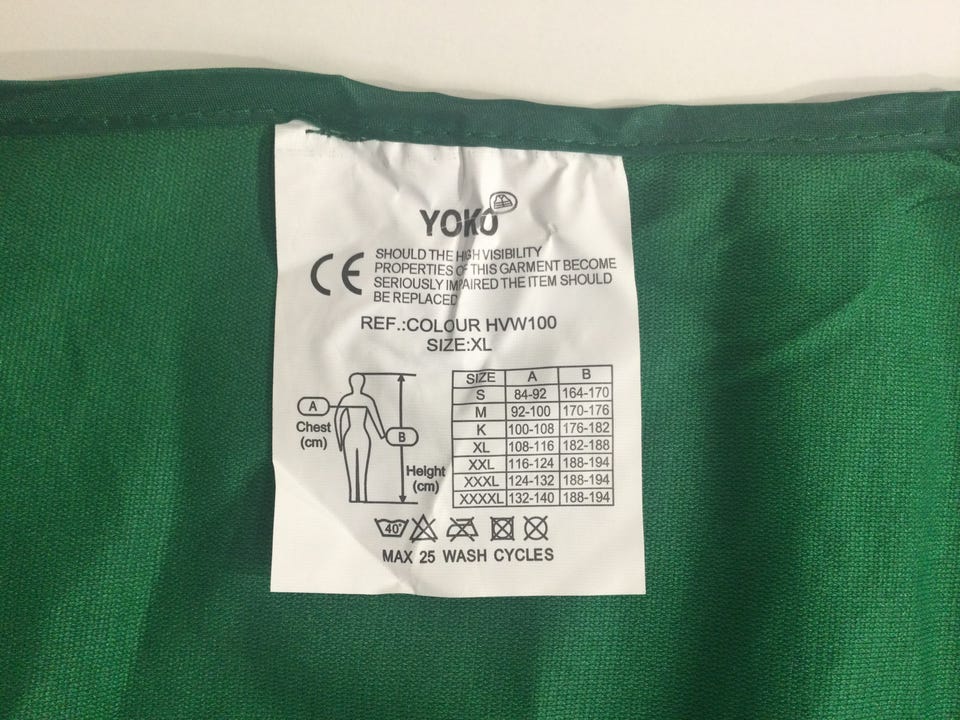 YOKO
CE
SHOULD THE HIGH VISIBILITY
PROPERTIES OF THIS GARMENT BECOME
SERIOUSLY IMPAIRED THE ITEM SHOULD
BE REPLACED
REF.:COLOUR HVW100
SIZE:XL
A
Chest
(cm)
B
Height
(cm)
SIZE A B
S 84-92 164-170
M 92-100 170-176
K 100-108 176-182
XL 108-116 182-188
XXL 116-124 188-194
XXXL 124-132 188-194
XXXXL 132-140 188-194
40°
MAX 25 WASH CYCLES